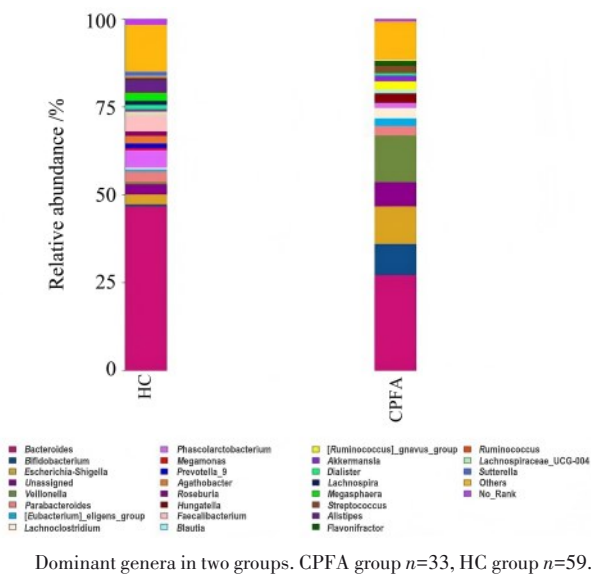 100
75
50
25
0
Relative abundance /%
HC
CPFA
Bacteroides
Bifidobacterium
Escherichia-Shigella
Unassigned
Veillonella
Parabacteroides
[Eubacterium]_eligens_group
Lachnoclostridium
Phascolarctobacterium
Megamonas
Prevotella_9
Agathobacter
Roseburia
Hungatella
Faecalibacterium
Blautia
[Ruminococcus]_gnavus_group
Akkermansia
Dialister
Lachnospira
Megasphaera
Streptococcus
Alistipes
Flavonifractor
Ruminococcus
Lachnospiraceae_UCG-004
Sutterella
Others
No_Rank
Dominant genera in two groups. CPFA group n=33, HC group n=59.